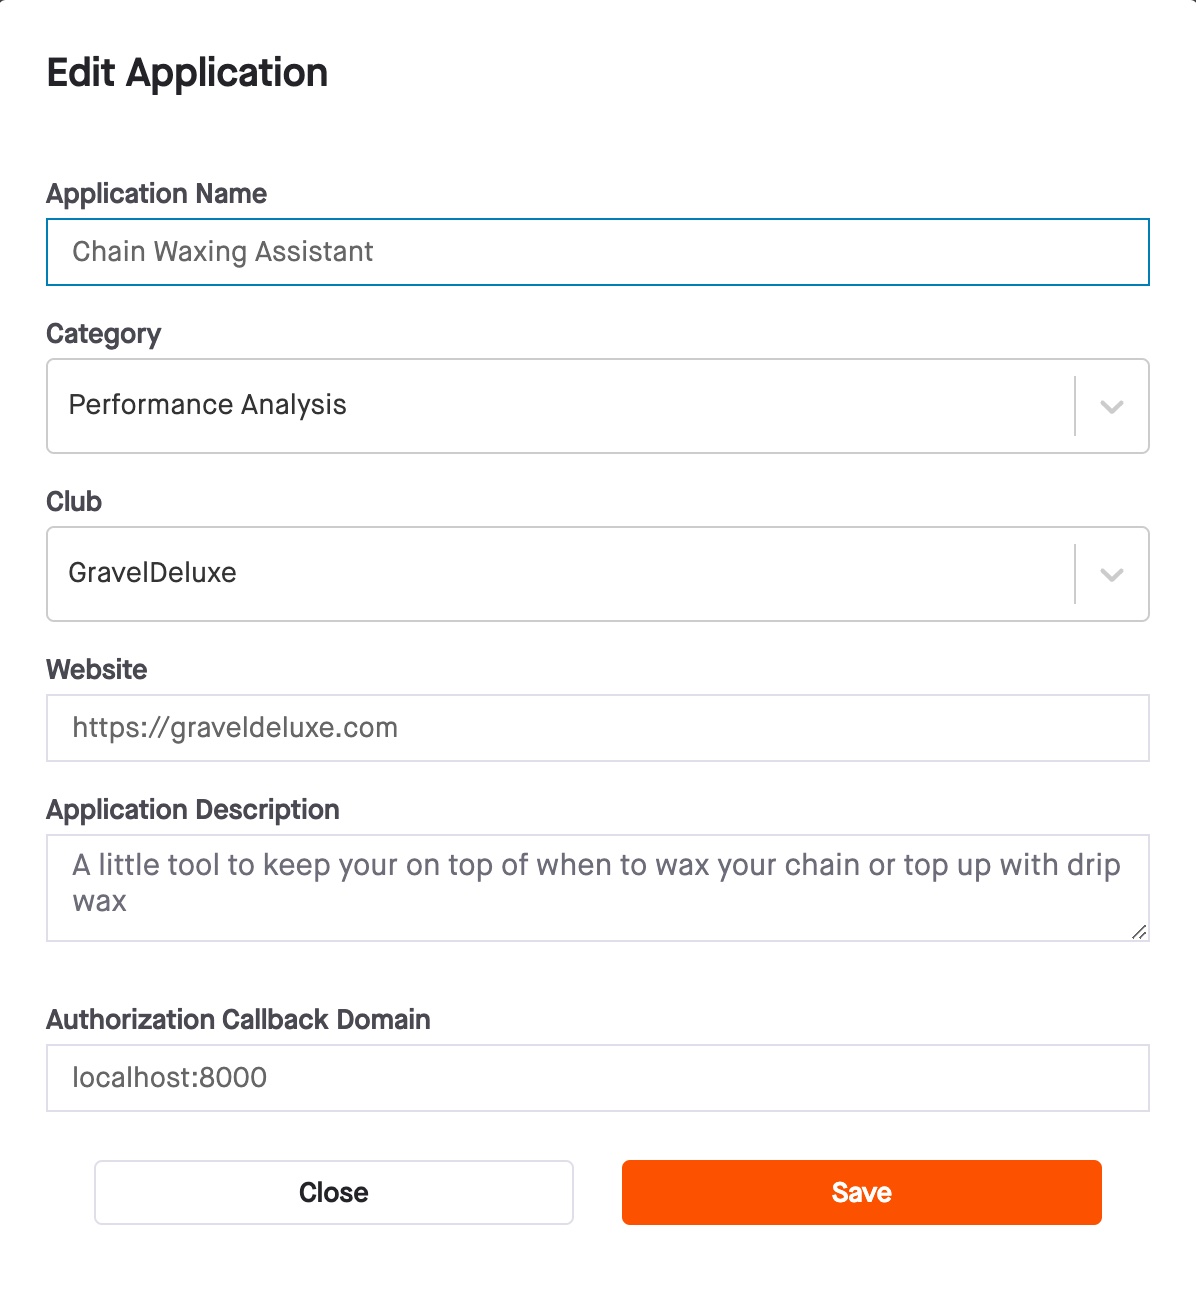 Edit Application
Application Name
Chain Waxing Assistant
Category
Performance Analysis
Club
GravelDeluxe
Website
https://graveldeluxe.com
Application Description
A little tool to keep your on top of when to wax your chain or top up with drip
wax
Authorization Callback Domain
localhost:8000
Close
Save